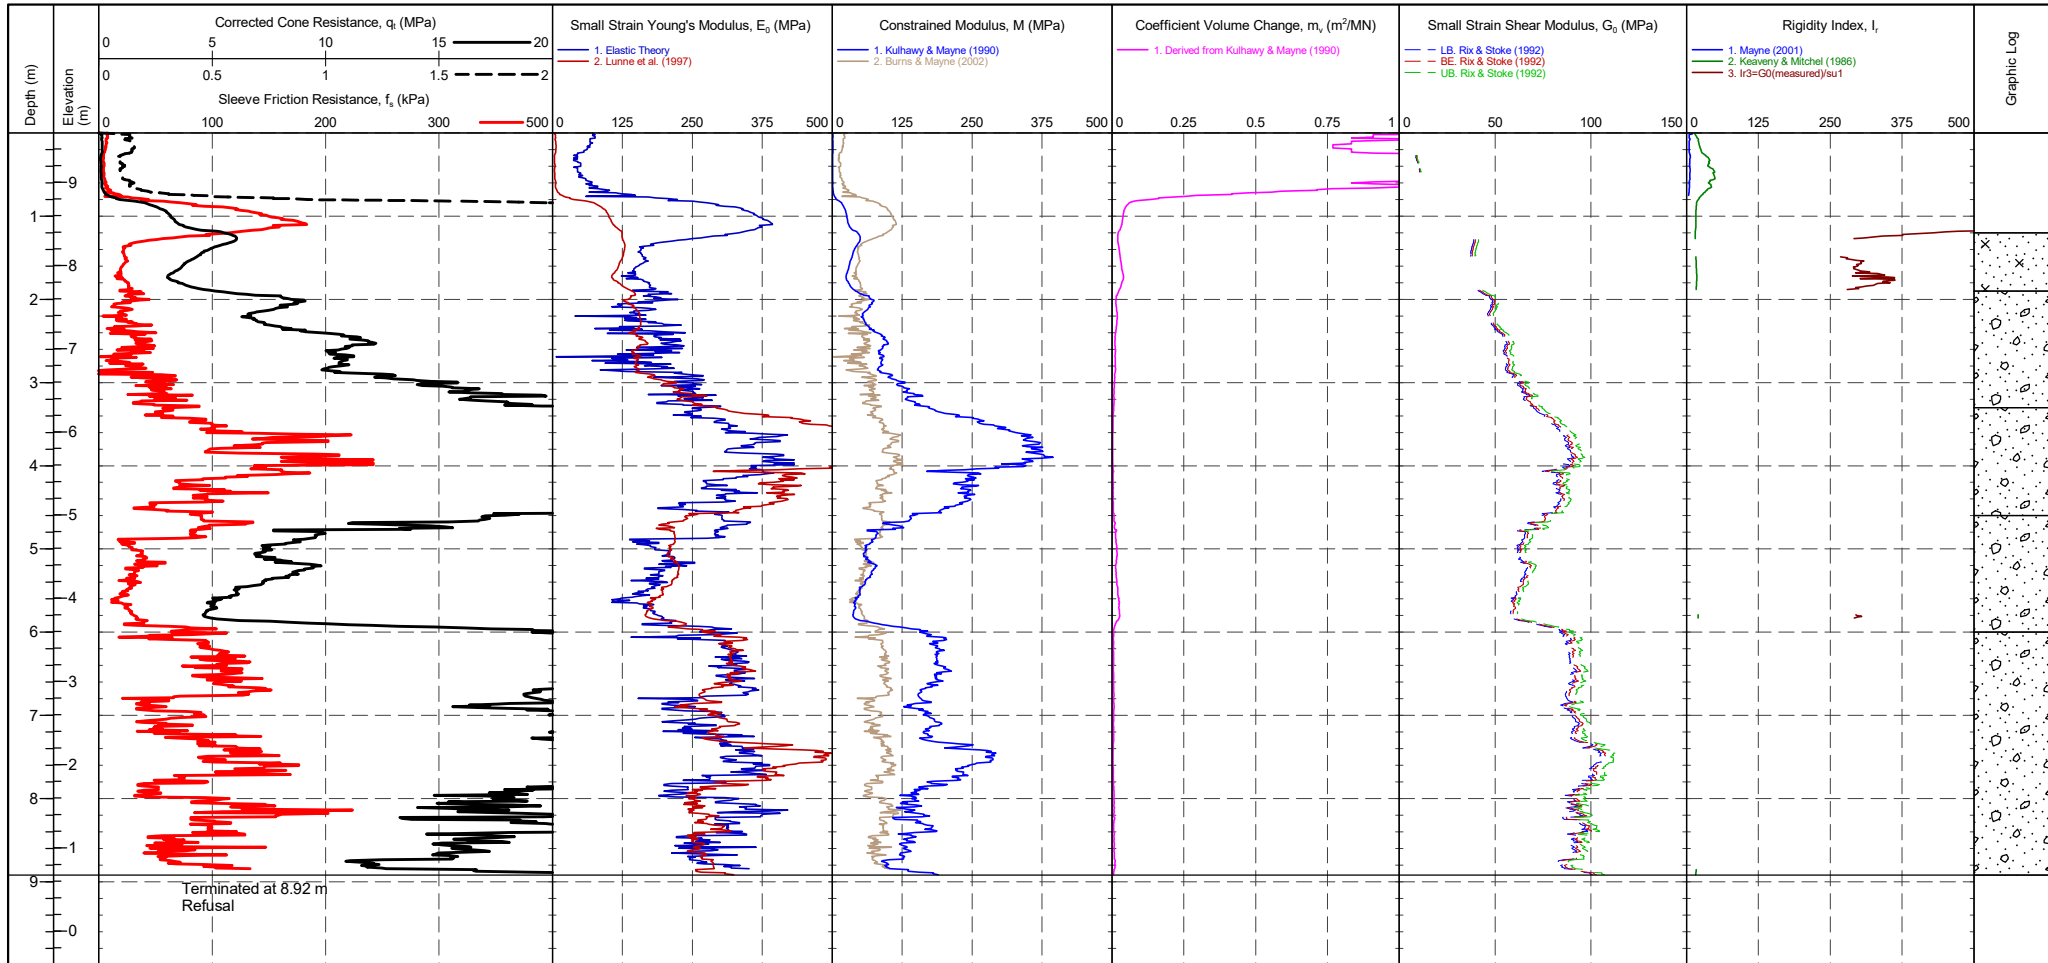 Depth (m)
Elevation (m)
Corrected Cone Resistance, qt (MPa)
0 5 10 15 20
0 0.5 1 1.5 2
Sleeve Friction Resistance, fs (kPa)
0 100 200 300 500
Small Strain Young's Modulus, E0 (MPa)
1. Elastic Theory
2. Lunne et al. (1997)
0 125 250 375 500
Constrained Modulus, M (MPa)
1. Kulhawy & Mayne (1990)
2. Burns & Mayne (2002)
0 125 250 375 500
Coefficient Volume Change, mv (m²/MN)
1. Derived from Kulhawy & Mayne (1990)
0 0.25 0.5 0.75 1
Small Strain Shear Modulus, G0 (MPa)
LB. Rix & Stoke (1992)
BE. Rix & Stoke (1992)
UB. Rix & Stoke (1992)
0 50 100 150
Rigidity Index, Ir
1. Mayne (2001)
2. Keaveny & Mitchel (1986)
3. Ir3=G0(measured)/su1
0 125 250 375 500
Graphic Log
9
1
8
2
7
3
6
4
5
5
4
6
3
7
2
8
1
9
0
Terminated at 8.92 m
Refusal